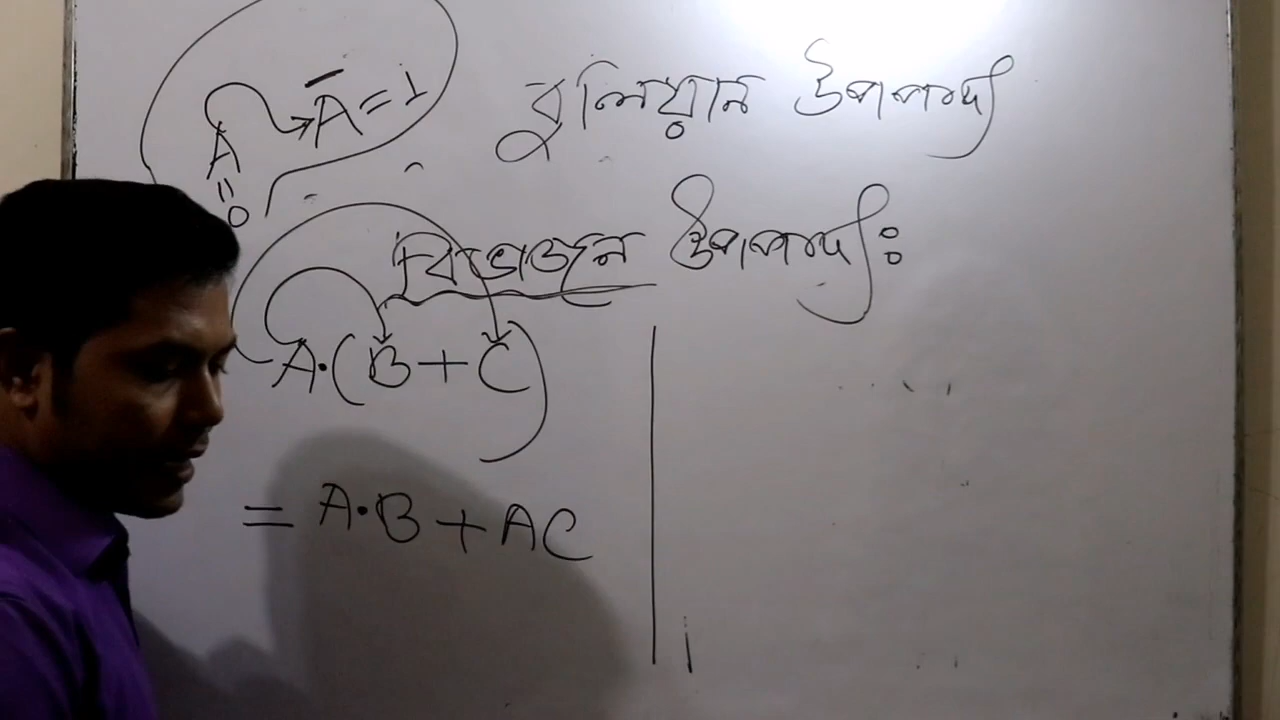 Ā=1
A
=
0
বুলিয়ান উপপাদ্য
বিভাজন উপপাদ্য:
A·(B+C)
= A·B+AC